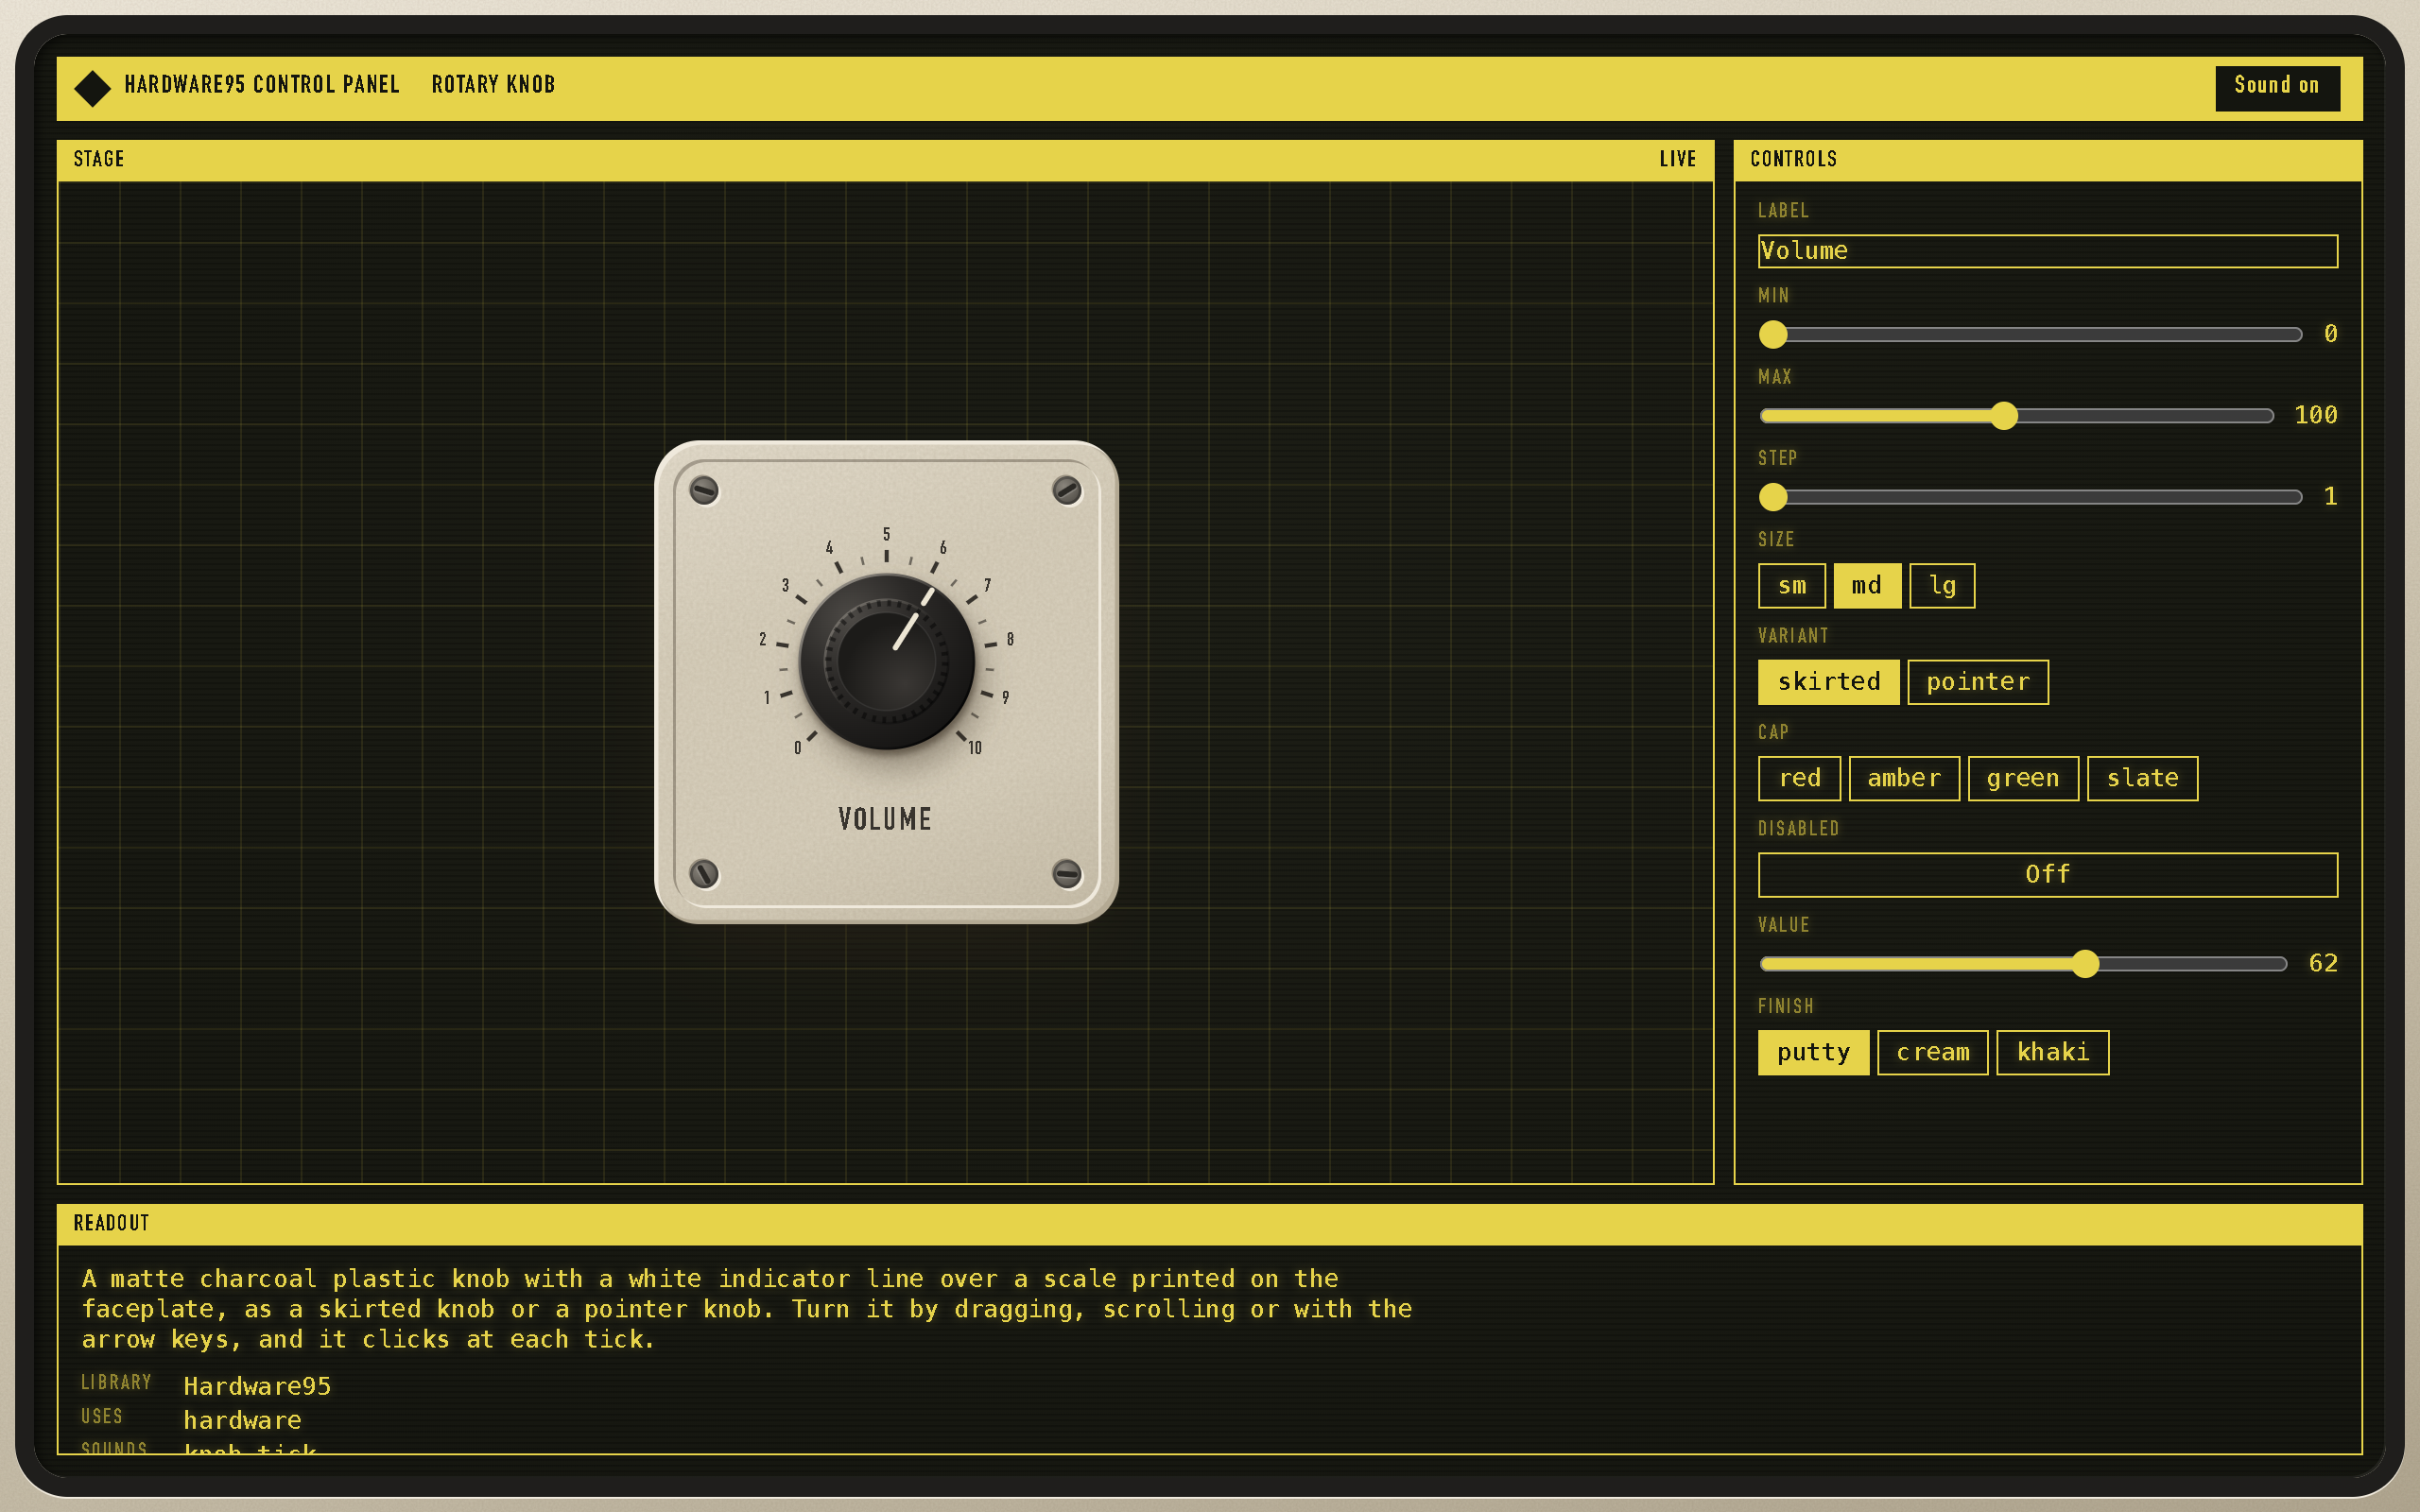 HARDWARE95 CONTROL PANEL ROTARY KNOB
Sound on
STAGE
LIVE
5
4
6
3
7
2
8
1
9
0
10
VOLUME
CONTROLS
LABEL
Volume
MIN
0
MAX
100
STEP
1
SIZE
sm md lg
VARIANT
skirted pointer
CAP
red amber green slate
DISABLED
Off
VALUE
62
FINISH
putty cream khaki
READOUT
A matte charcoal plastic knob with a white indicator line over a scale printed on the
faceplate, as a skirted knob or a pointer knob. Turn it by dragging, scrolling or with the
arrow keys, and it clicks at each tick.
LIBRARY Hardware95
USES hardware
SOUNDS knob-tick